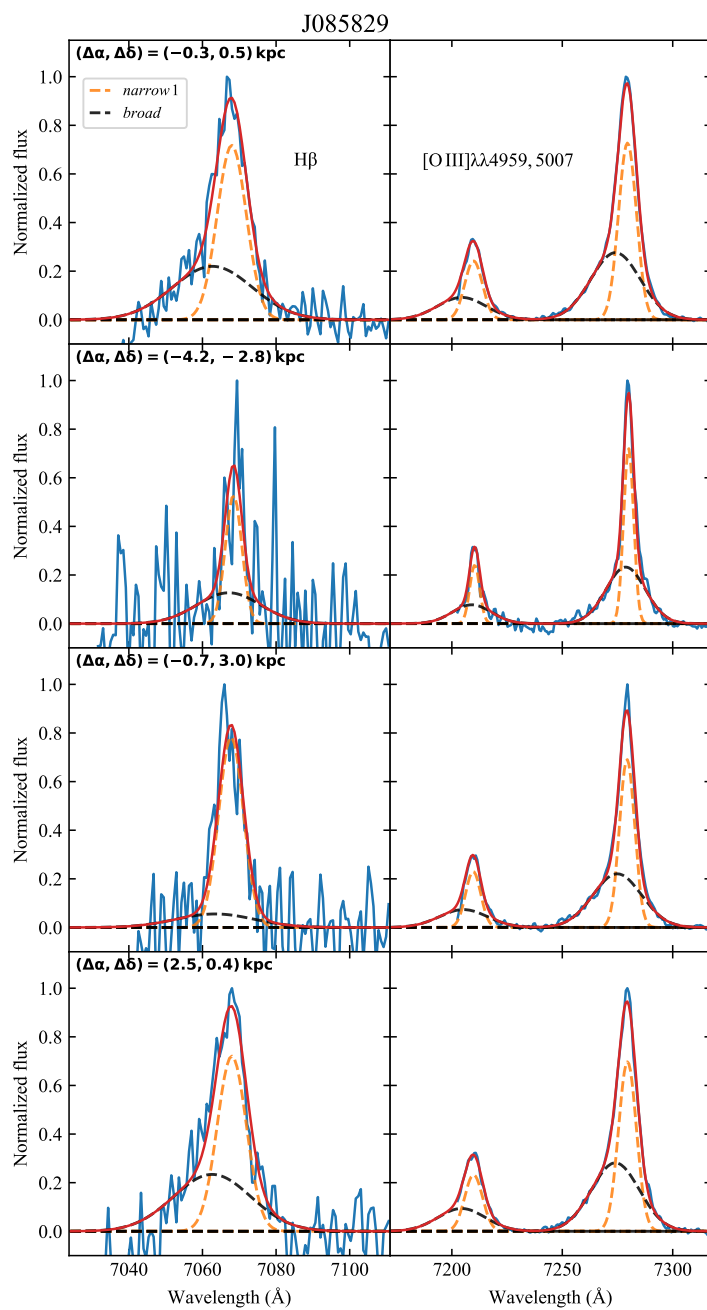 J085829
(Δα, Δδ) = (−0.3, 0.5) kpc
narrow 1
broad
Hβ
[O III]λλ4959, 5007
Normalized flux
1.0
0.8
0.6
0.4
0.2
0.0
(Δα, Δδ) = (−4.2, −2.8) kpc
Normalized flux
1.0
0.8
0.6
0.4
0.2
0.0
(Δα, Δδ) = (−0.7, 3.0) kpc
Normalized flux
1.0
0.8
0.6
0.4
0.2
0.0
(Δα, Δδ) = (2.5, 0.4) kpc
Normalized flux
1.0
0.8
0.6
0.4
0.2
0.0
7040 7060 7080 7100 7200 7250 7300
Wavelength (Å) Wavelength (Å)